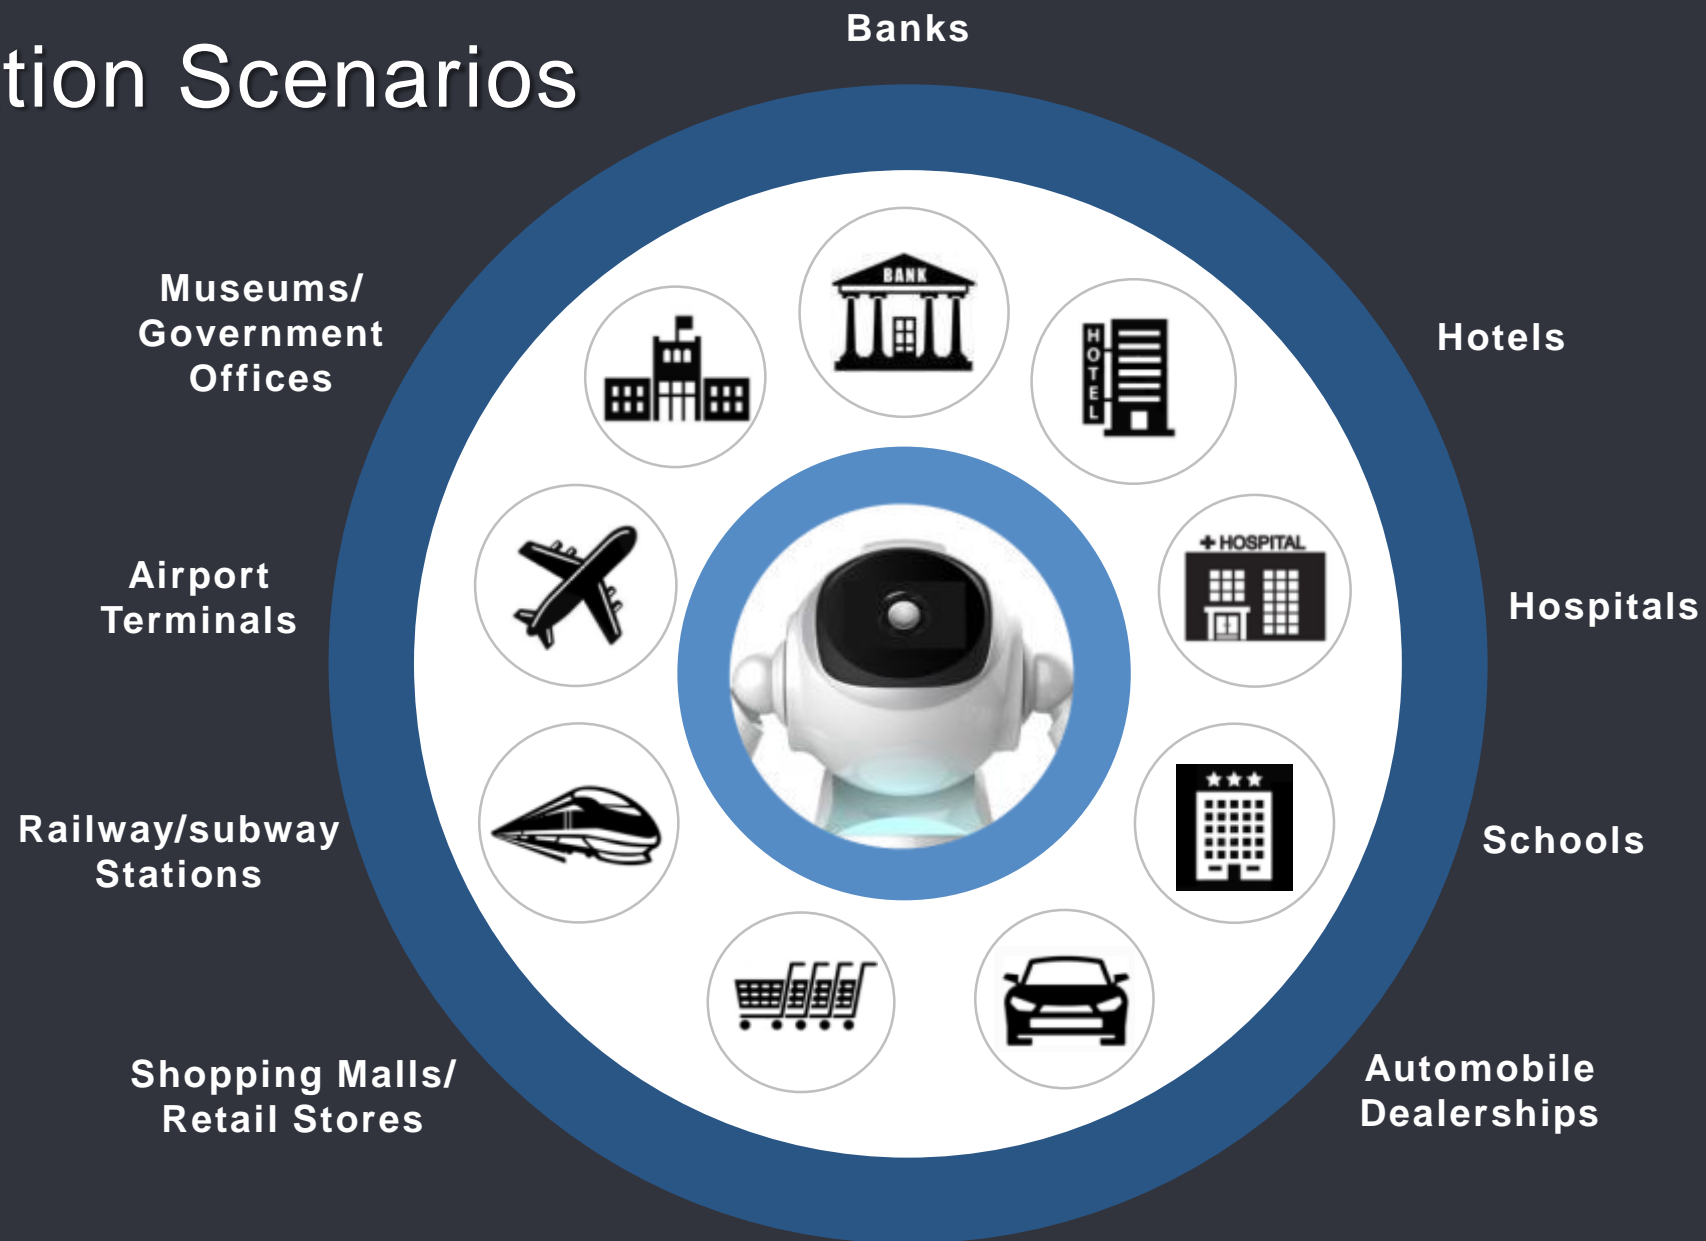 Banks
tion Scenarios
Museums/
Government
Offices
BANK
HOTEL
Hotels
Airport
Terminals
+ HOSPITAL
Hospitals
Railway/subway
Stations
Schools
Shopping Malls/
Retail Stores
Automobile
Dealerships